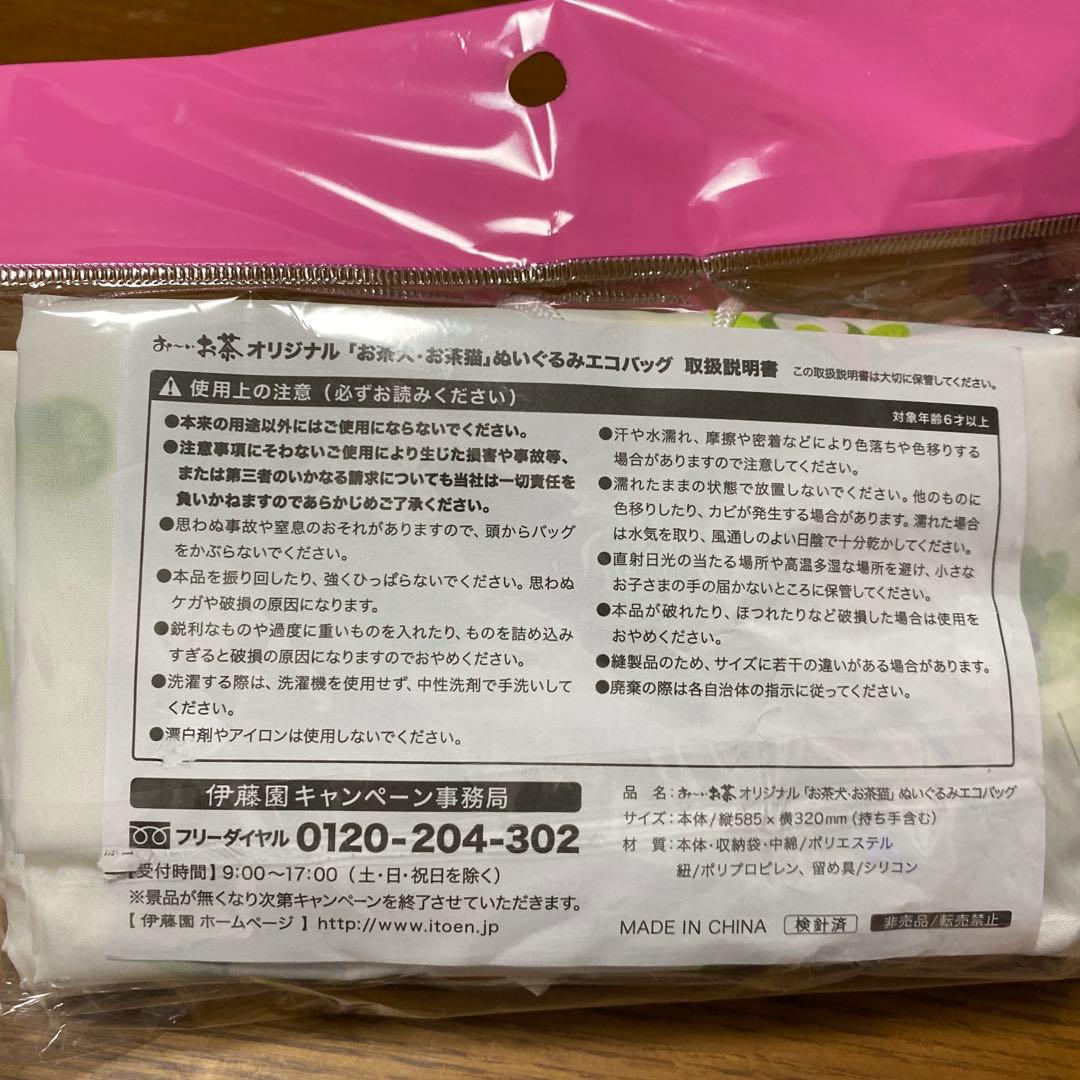 お〜いお茶オリジナル「お茶犬・お茶猫」ぬいぐるみエコバッグ 取扱説明書 この取扱説明書は大切に保管してください。
使用上の注意（必ずお読みください）
対象年齢6才以上
●本来の用途以外にはご使用にならないでください。
●注意事項にそわないご使用により生じた損害や事故等、
または第三者のいかなる請求についても当社は一切責任を
負いかねますのであらかじめご了承ください。
●思わぬ事故や窒息のおそれがありますので、頭からバッグ
をかぶらないでください。
●本品を振り回したり、強くひっぱらないでください。思わぬ
ケガや破損の原因になります。
●鋭利なものや過度に重いものを入れたり、ものを詰め込み
すぎると破損の原因になりますのでおやめください。
●洗濯する際は、洗濯機を使用せず、中性洗剤で手洗いして
ください。
●漂白剤やアイロンは使用しないでください。
●汗や水濡れ、摩擦や密着などにより色落ちや色移りする
場合がありますので注意してください。
●濡れたままの状態で放置しないでください。他のものに
色移りしたり、カビが発生する場合があります。濡れた場合
は水気を取り、風通しのよい日陰で十分乾かしてください。
●直射日光の当たる場所や高温多湿な場所を避け、小さな
お子さまの手の届かないところに保管してください。
●本品が破れたり、ほつれたりなど破損した場合は使用を
おやめください。
●縫製品のため、サイズに若干の違いがある場合があります。
●廃棄の際は各自治体の指示に従ってください。
伊藤園キャンペーン事務局
フリーダイヤル 0120-204-302
【受付時間】9:00〜17:00（土・日・祝日を除く）
※景品が無くなり次第キャンペーンを終了させていただきます。
【 伊藤園 ホームページ 】http://www.itoen.jp
品 名：お〜いお茶オリジナル「お茶犬・お茶猫」ぬいぐるみエコバッグ
サイズ：本体/縦585×横320mm（持ち手含む）
材 質：本体・収納袋・中綿/ポリエステル
紐/ポリプロピレン、留め具/シリコン
MADE IN CHINA 検針済 非売品/転売禁止